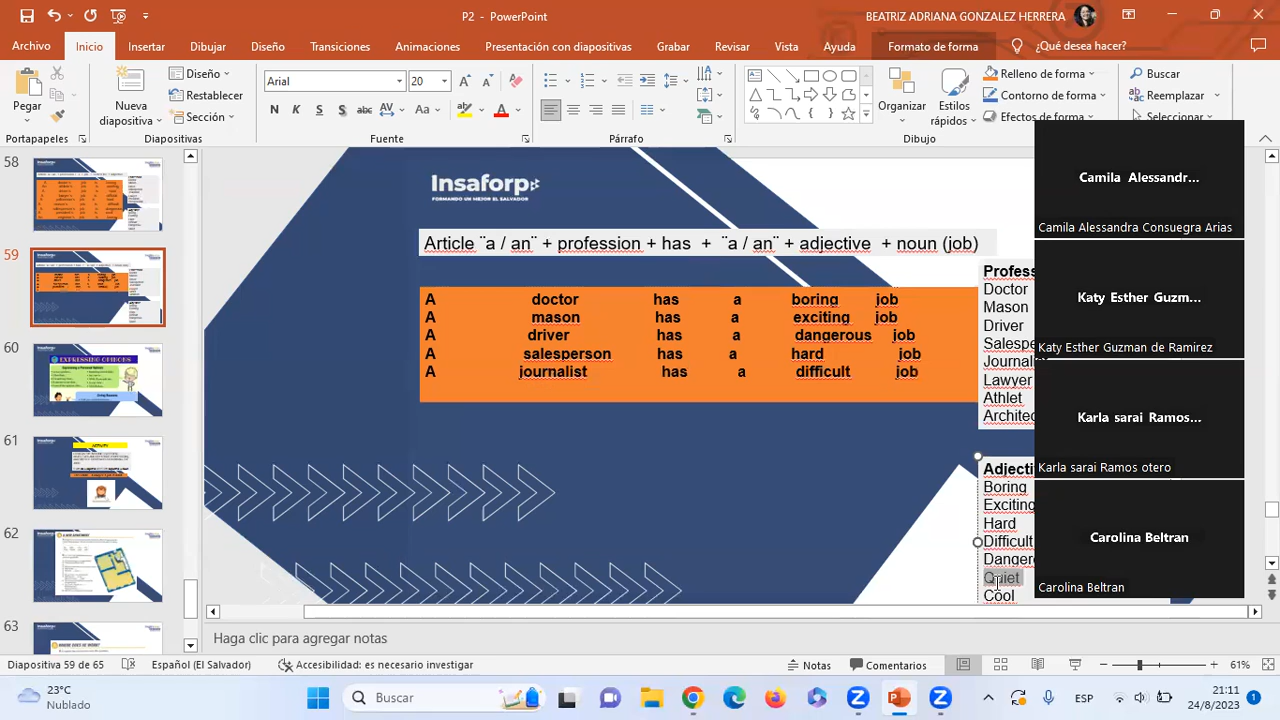 P2 - PowerPoint
BEATRIZ ADRIANA GONZALEZ HERRERA
Archivo Inicio Insertar Dibujar Diseño Transiciones Animaciones Presentación con diapositivas Grabar Revisar Vista Ayuda Formato de forma ¿Qué desea hacer?
Pegar
Nueva diapositiva
Diseño
Restablecer
Sección
Arial 20
N K S abc AV Aa A
Organizar
Estilos rápidos
Relleno de forma
Contorno de forma
Efectos de forma
Buscar
Reemplazar
Seleccionar
Portapapeles Diapositivas Fuente Párrafo Dibujo
58
59
60
61
62
63
Insaforp
FORMANDO UN MEJOR EL SALVADOR
Article ¨a / an¨ + profession + has + ¨a / an + adjective + noun (job)
A doctor has a boring job
A mason has a exciting job
A driver has a dangerous job
A salesperson has a hard job
A journalist has a difficult job
Profess
Doctor
Mason
Driver
Salespe
Journa
Lawyer
Athlet
Archited
Adjecti
Boring
Exciting
Hard
Difficult
Dang
Quiet
Cool
Camila Alessandr...
Camila Alessandra Consuegra Arias
Katy Esther Guzm...
Katy Esther Guzman de Ramirez
Karla sarai Ramos...
Karla sarai Ramos otero
Carolina Beltran
Carolina Beltran
Haga clic para agregar notas
Diapositiva 59 de 65 Español (El Salvador) Accesibilidad: es necesario investigar Notas Comentarios 61%
23°C
Nublado
Buscar
ESP
21:11
24/8/2023
1